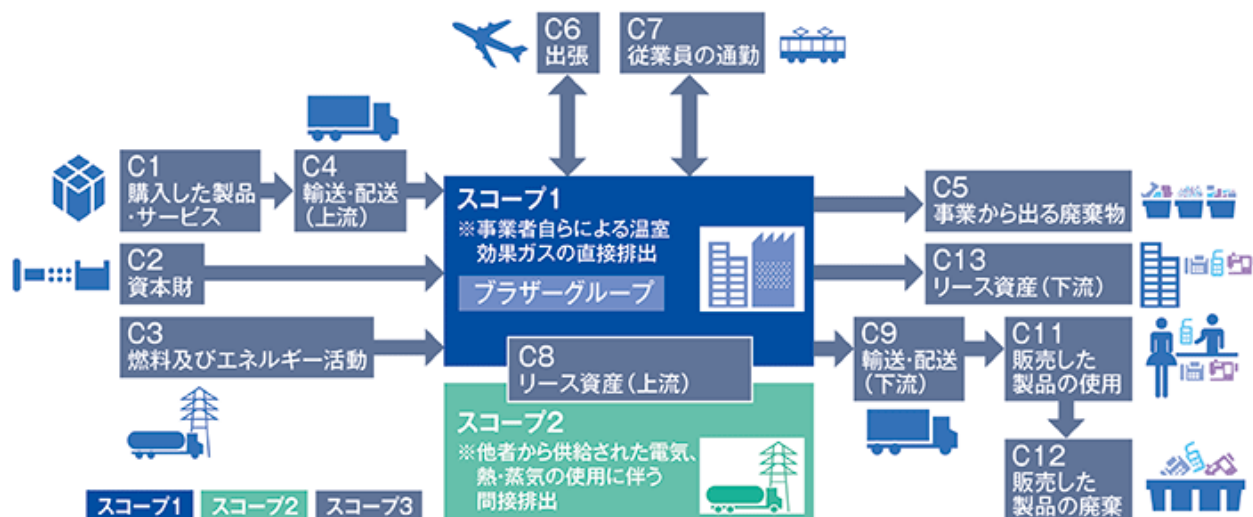 C6
出張
C7
従業員の通勤
C1
購入した製品
・サービス
C4
輸送・配送
(上流)
C2
資本財
C3
燃料及びエネルギー活動
スコープ1
※事業者自らによる温室
効果ガスの直接排出
ブラザーグループ
C8
リース資産(上流)
スコープ2
※他者から供給された電気、
熱・蒸気の使用に伴う
間接排出
C5
事業から出る廃棄物
C13
リース資産(下流)
C9
輸送・配送
(下流)
C11
販売した
製品の使用
C12
販売した
製品の廃棄
スコープ1
スコープ2
スコープ3